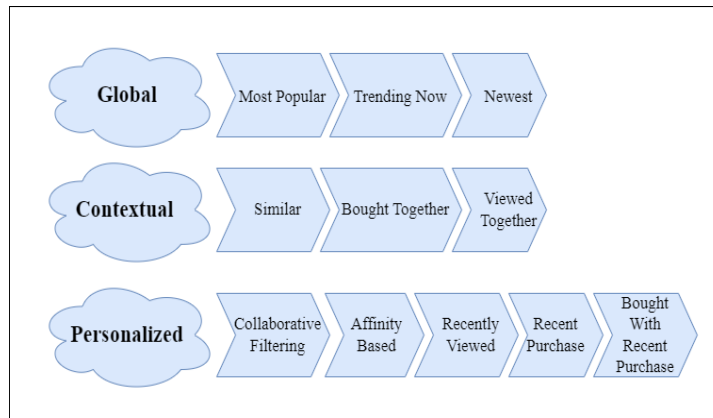 Global
Most Popular
Trending Now
Newest
Contextual
Similar
Bought Together
Viewed
Together
Personalized
Collaborative
Filtering
Affinity
Based
Recently
Viewed
Recent
Purchase
Bought
With
Recent
Purchase